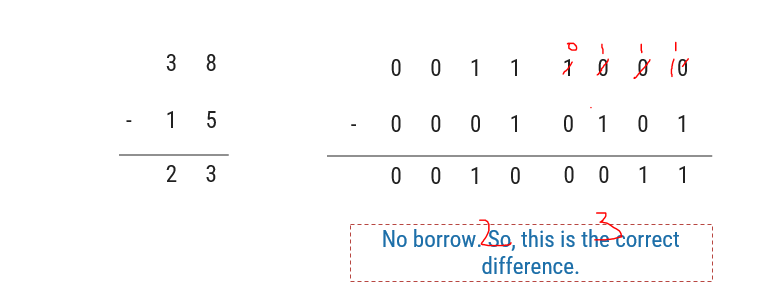 0 1 1 1
3 8 0 0 1 1 1 0 0 0
- 1 5 - 0 0 0 1 0 1 0 1
2 3 0 0 1 0 0 0 1 1
2 3
No borrow. So, this is the correct
difference.